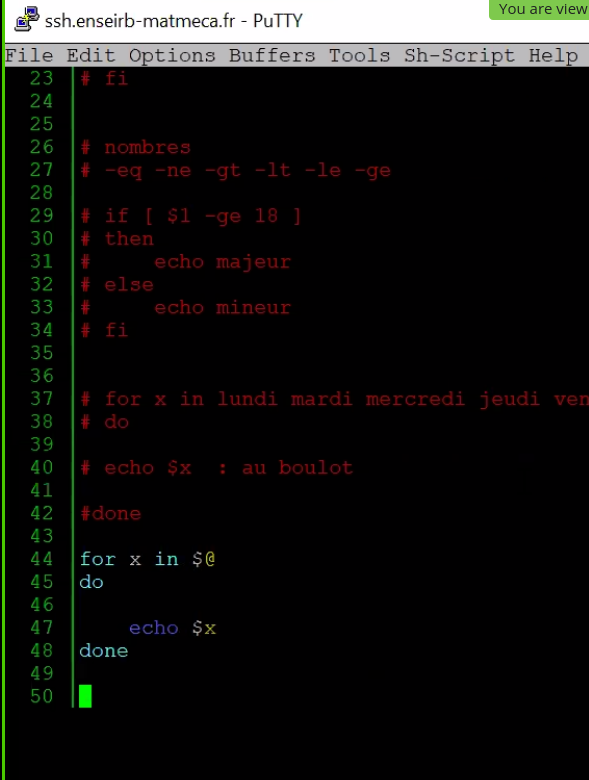 You are view
ssh.enseirb-matmeca.fr - PuTTY
File Edit Options Buffers Tools Sh-Script Help
23 # fi
24
25
26 # nombres
27 # -eq -ne -gt -lt -le -ge
28
29 # if [ $1 -ge 18 ]
30 # then
31 #     echo majeur
32 # else
33 #     echo mineur
34 # fi
35
36
37 # for x in lundi mardi mercredi jeudi ven
38 # do
39
40 # echo $x  : au boulot
41
42 #done
43
44 for x in $@
45 do
46
47     echo $x
48 done
49
50